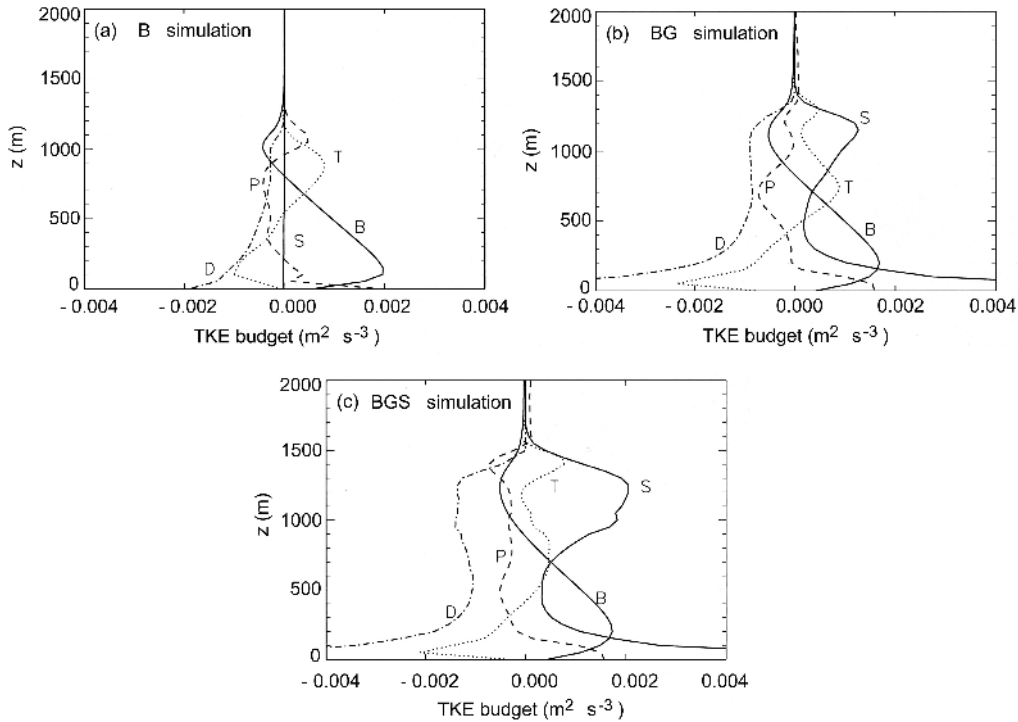 (a) B simulation
2000
1500
1000
500
0
z (m)
T
P
B
S
D
- 0.004
- 0.002
0.000
0.002
0.004
TKE budget (m² s⁻³ )
(b) BG simulation
2000
1500
1000
500
0
z (m)
S
P
T
B
D
- 0.004
- 0.002
0.000
0.002
0.004
TKE budget (m² s⁻³ )
(c) BGS simulation
2000
1500
1000
500
0
z (m)
T
S
P
B
D
- 0.004
- 0.002
0.000
0.002
0.004
TKE budget (m² s⁻³ )